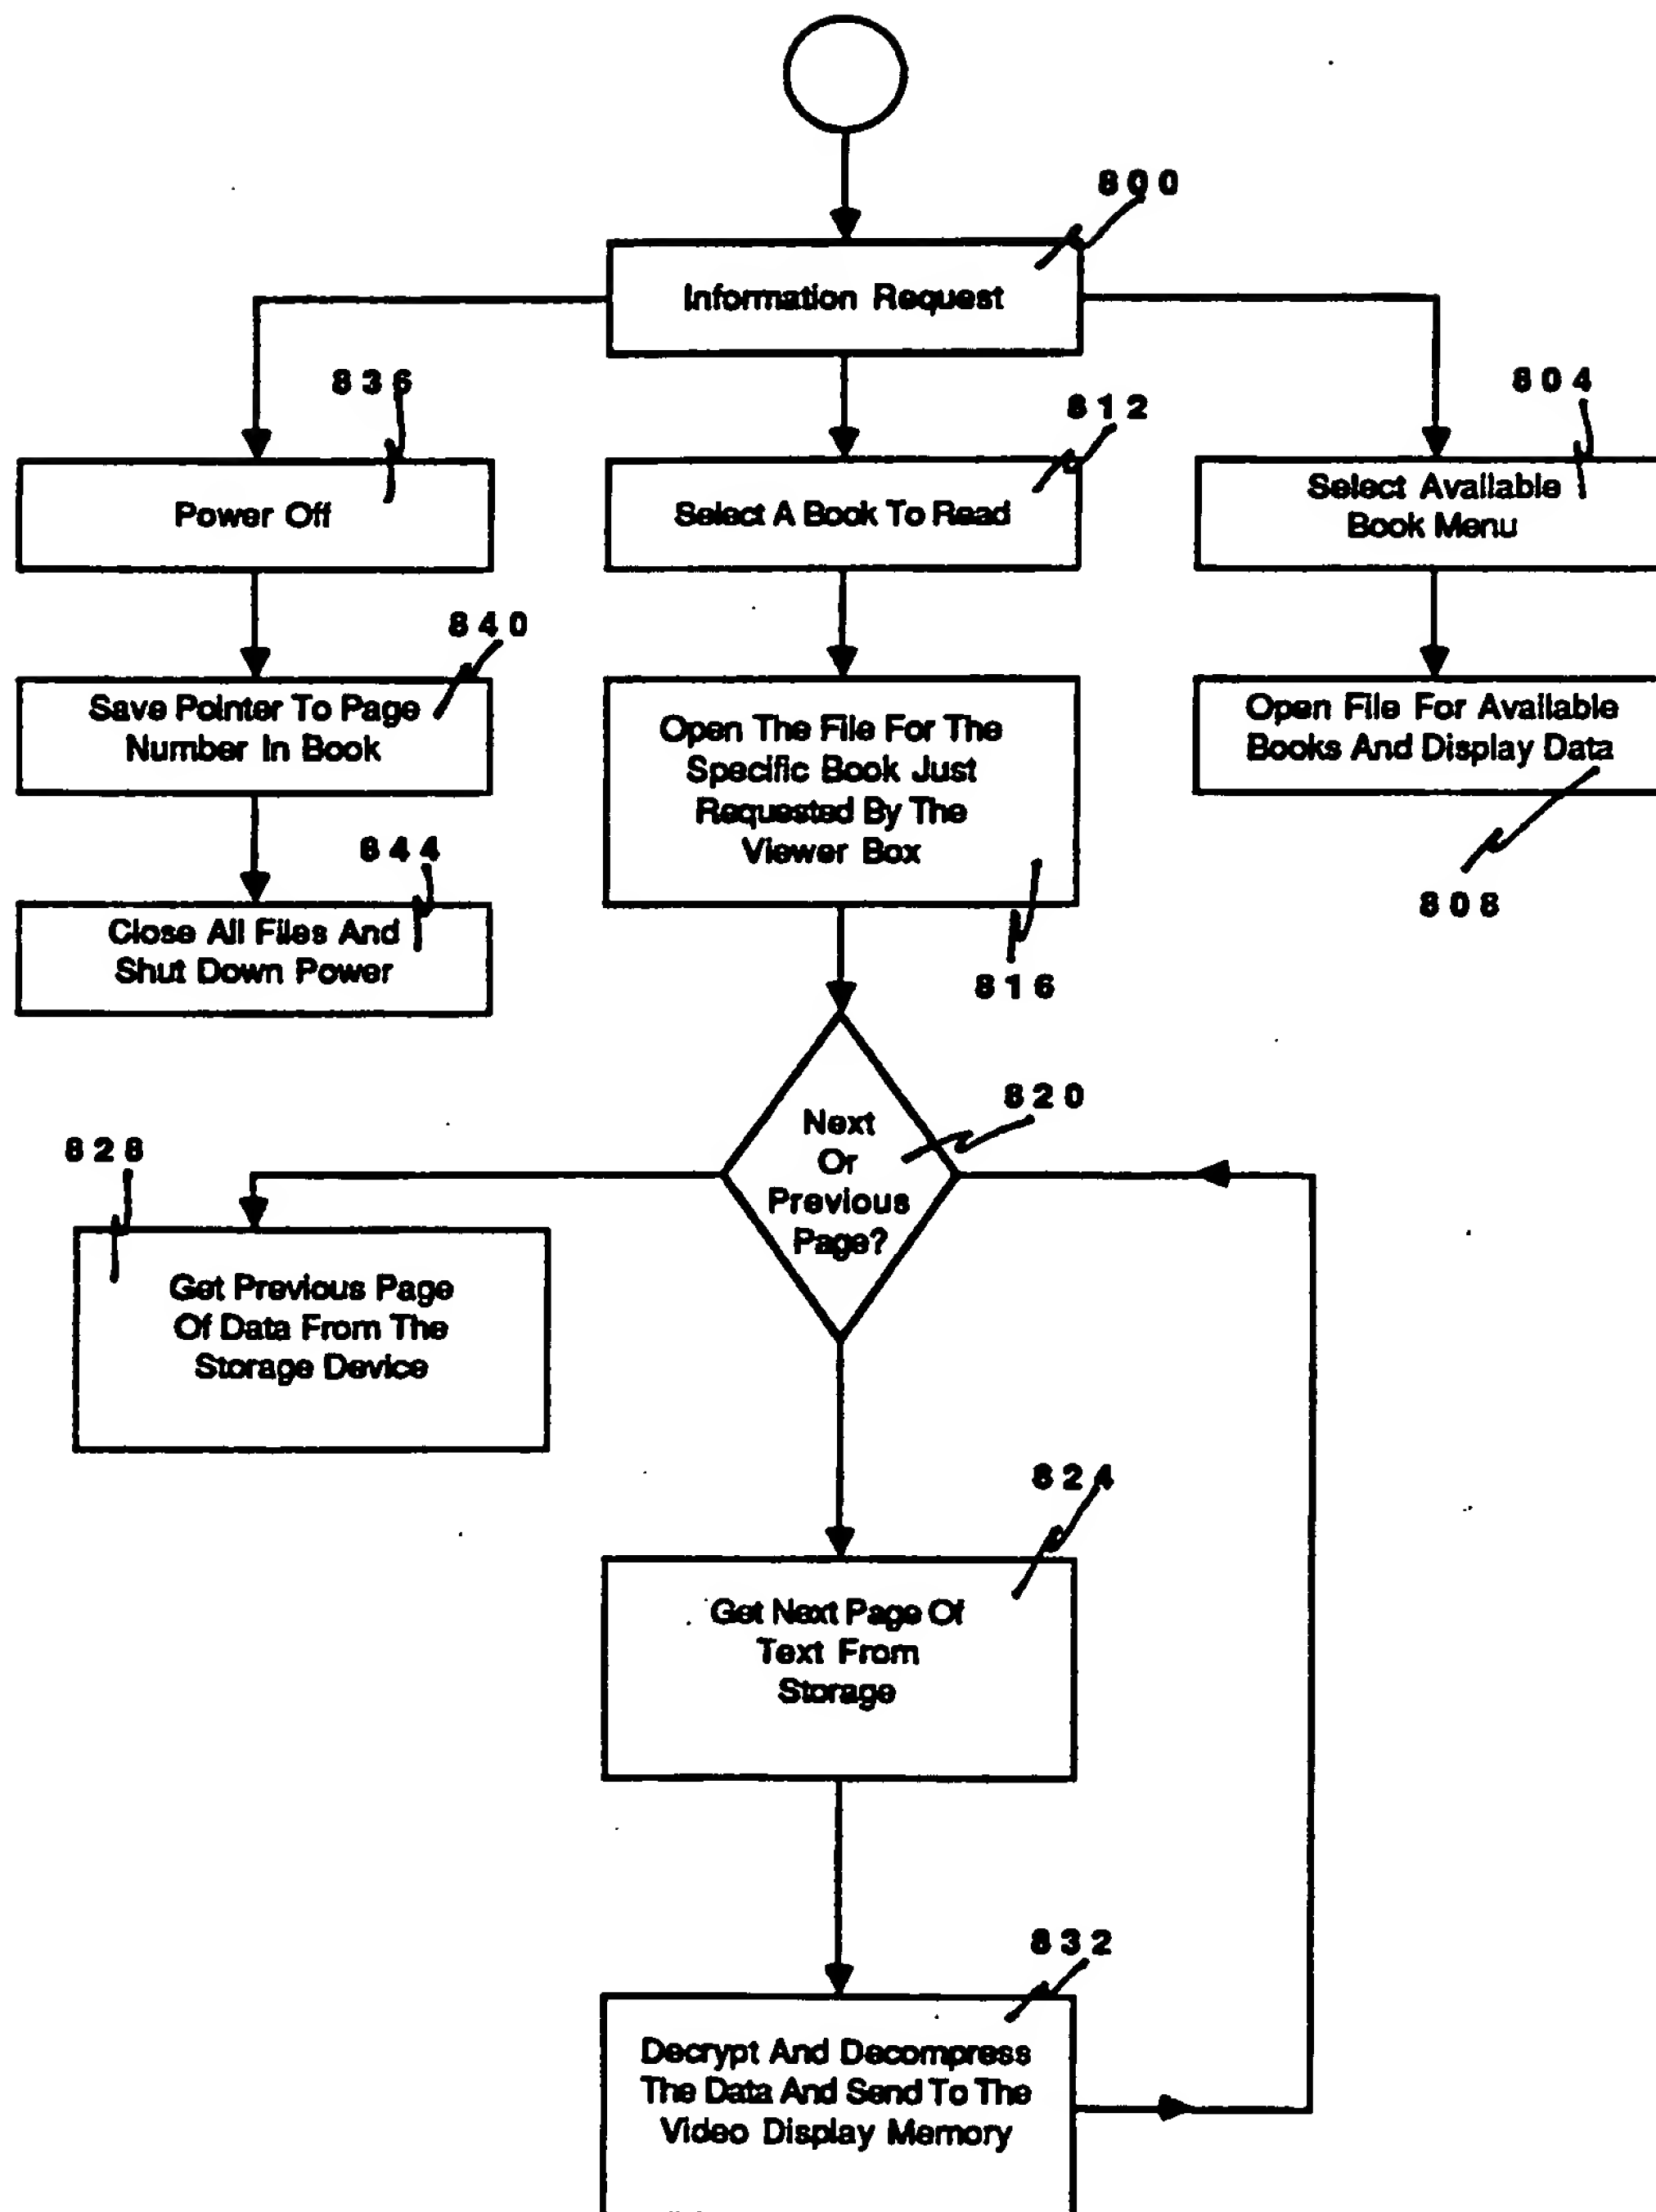 800
Information Request
836
812
804
Power Off
Select A Book To Read
Select Available
Book Menu
840
Save Pointer To Page
Number In Book
Open The File For The
Specific Book Just
Requested By The
Viewer Box
Open File For Available
Books And Display Data
844
808
Close All Files And
Shut Down Power
816
820
Next
Or
Previous
Page?
828
Get Previous Page
Of Data From The
Storage Device
824
Get Next Page Of
Text From
Storage
832
Decrypt And Decompress
The Data And Send To The
Video Display Memory